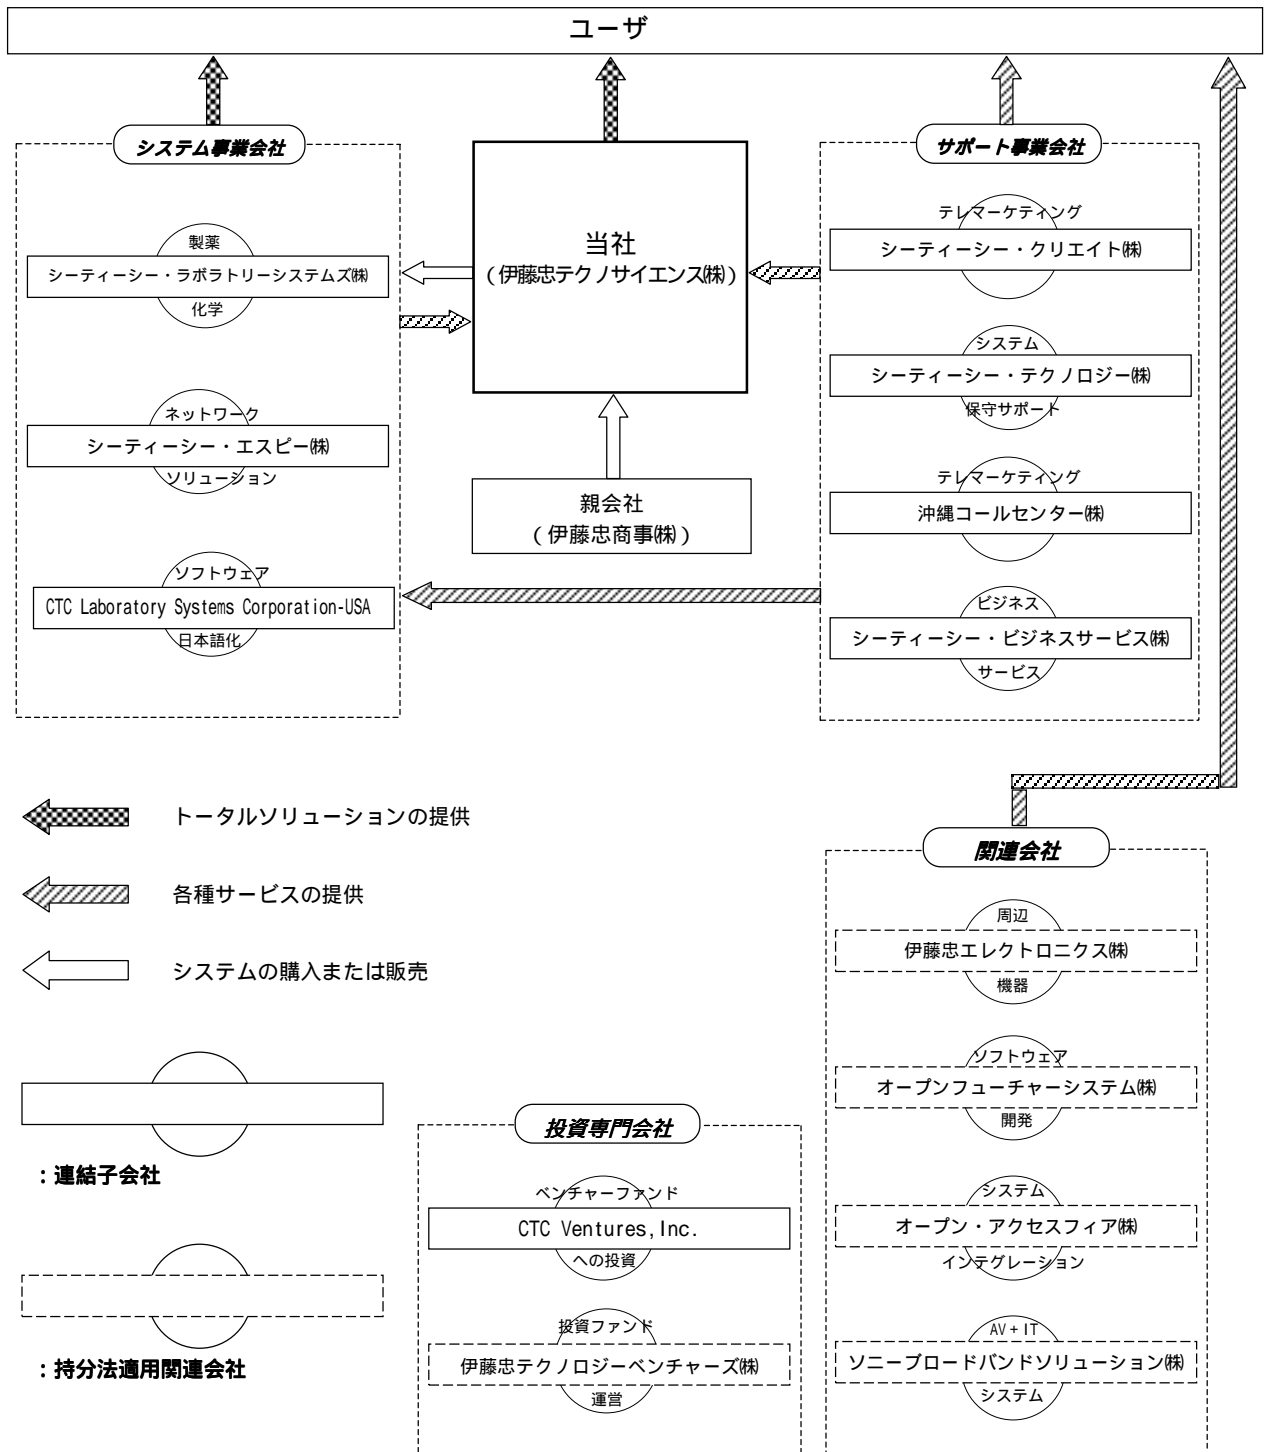 ユーザ
システム事業会社
製薬
シーティーシー・ラボラトリーシステムズ㈱
化学
ネットワーク
シーティーシー・エスピー㈱
ソリューション
ソフトウェア
CTC Laboratory Systems Corporation-USA
日本語化
当社
(伊藤忠テクノサイエンス㈱)
親会社
(伊藤忠商事㈱)
サポート事業会社
テレマーケティング
シーティーシー・クリエイト㈱
システム
シーティーシー・テクノロジー㈱
保守サポート
テレマーケティング
沖縄コールセンター㈱
ビジネス
シーティーシー・ビジネスサービス㈱
サービス
トータルソリューションの提供
各種サービスの提供
システムの購入または販売
:連結子会社
:持分法適用関連会社
投資専門会社
ベンチャーファンド
CTC Ventures,Inc.
への投資
投資ファンド
伊藤忠テクノロジーベンチャーズ㈱
運営
関連会社
周辺
伊藤忠エレクトロニクス㈱
機器
ソフトウェア
オープンフューチャーシステム㈱
開発
システム
オープン・アクセスフィア㈱
インテグレーション
AV+IT
ソニーブロードバンドソリューション㈱
システム